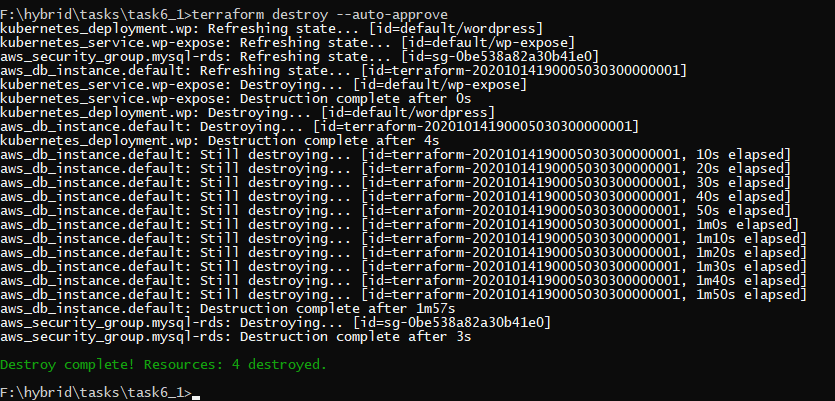 F:\hybrid\tasks\task6_1>terraform destroy --auto-approve
kubernetes_deployment.wp: Refreshing state... [id=default/wordpress]
kubernetes_service.wp-expose: Refreshing state... [id=default/wp-expose]
aws_security_group.mysql-rds: Refreshing state... [id=sg-0be538a82a30b41e0]
aws_db_instance.default: Refreshing state... [id=terraform-20201014190005030300000001]
kubernetes_service.wp-expose: Destroying... [id=default/wp-expose]
kubernetes_service.wp-expose: Destruction complete after 0s
kubernetes_deployment.wp: Destroying... [id=default/wordpress]
aws_db_instance.default: Destroying... [id=terraform-20201014190005030300000001]
kubernetes_deployment.wp: Destruction complete after 4s
aws_db_instance.default: Still destroying... [id=terraform-20201014190005030300000001, 10s elapsed]
aws_db_instance.default: Still destroying... [id=terraform-20201014190005030300000001, 20s elapsed]
aws_db_instance.default: Still destroying... [id=terraform-20201014190005030300000001, 30s elapsed]
aws_db_instance.default: Still destroying... [id=terraform-20201014190005030300000001, 40s elapsed]
aws_db_instance.default: Still destroying... [id=terraform-20201014190005030300000001, 50s elapsed]
aws_db_instance.default: Still destroying... [id=terraform-20201014190005030300000001, 1m0s elapsed]
aws_db_instance.default: Still destroying... [id=terraform-20201014190005030300000001, 1m10s elapsed]
aws_db_instance.default: Still destroying... [id=terraform-20201014190005030300000001, 1m20s elapsed]
aws_db_instance.default: Still destroying... [id=terraform-20201014190005030300000001, 1m30s elapsed]
aws_db_instance.default: Still destroying... [id=terraform-20201014190005030300000001, 1m40s elapsed]
aws_db_instance.default: Still destroying... [id=terraform-20201014190005030300000001, 1m50s elapsed]
aws_db_instance.default: Destruction complete after 1m57s
aws_security_group.mysql-rds: Destroying... [id=sg-0be538a82a30b41e0]
aws_security_group.mysql-rds: Destruction complete after 3s
Destroy complete! Resources: 4 destroyed.
F:\hybrid\tasks\task6_1>